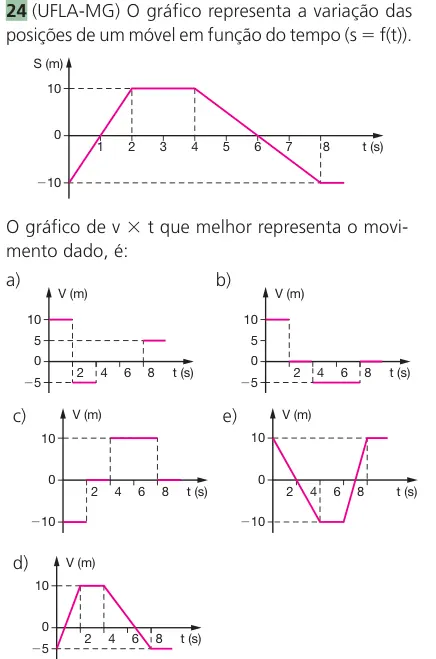 24 (UFLA-MG) O gráfico representa a variação das
posições de um móvel em função do tempo (s = f(t)).
S (m)
10
0
1 2 3 4 5 6 7 8 t (s)
−10
O gráfico de v × t que melhor representa o movi-
mento dado, é:
a)
V (m)
10
5
0
2 4 6 8 t (s)
−5
b)
V (m)
10
5
0
2 4 6 8 t (s)
−5
c)
V (m)
10
0
2 4 6 8 t (s)
−10
e)
V (m)
10
0
2 4 6 8 t (s)
−10
d)
V (m)
10
0
2 4 6 8 t (s)
−5